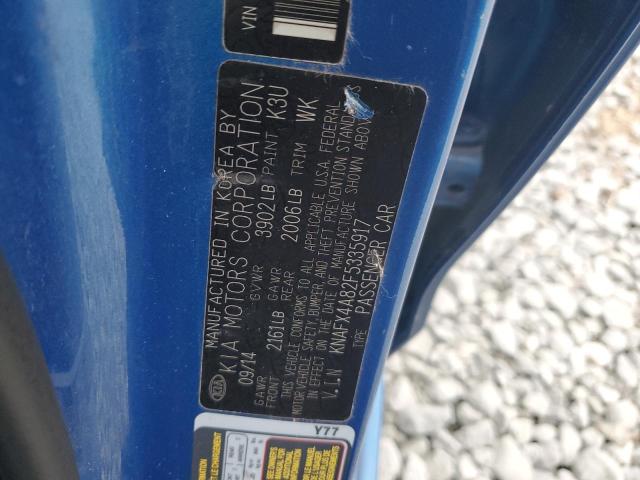 VIN
MANUFACTURED IN KOREA BY
KIA MOTORS CORPORATION
09/14 GVWR 3902LB PAINT K3U
GAWR FRONT 2161LB GAWR REAR 2006LB TRIM WK
THIS VEHICLE CONFORMS TO ALL APPLICABLE U.S.A. FEDERAL
MOTOR VEHICLE SAFETY, BUMPER, AND THEFT PREVENTION STANDARDS
IN EFFECT ON THE DATE OF MANUFACTURE SHOWN ABOVE
V.I.N KNAFX4A82F5335917
TYPE PASSENGER CAR
KIA
Y77